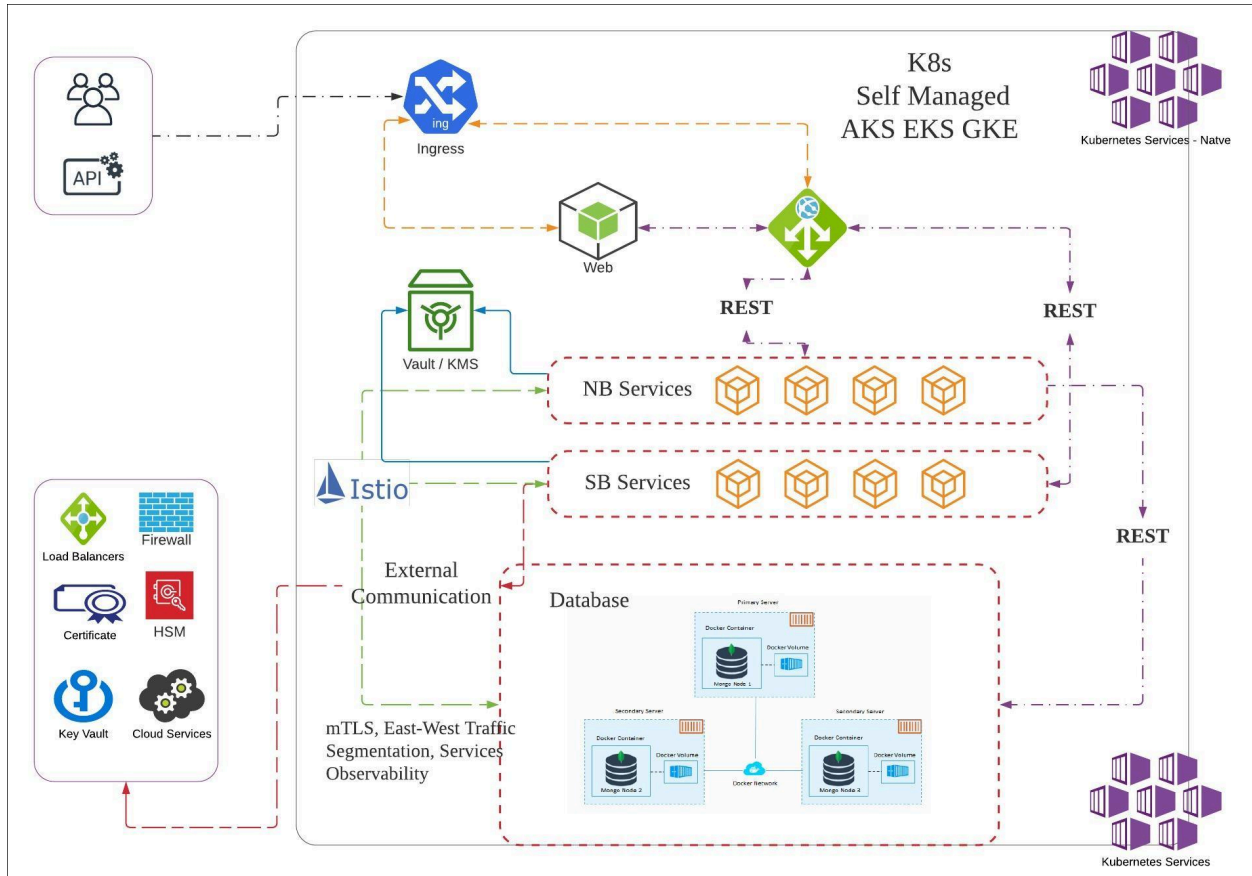 K8s
Self Managed
AKS EKS GKE
Kubernetes Services - Natve
API
ing
Ingress
Web
REST
REST
Vault / KMS
NB Services
Istio
SB Services
REST
Load Balancers
Firewall
Certificate
HSM
Key Vault
Cloud Services
External
Communication
Database
Primary Server
Docker Container
Docker Volume
Mongo Node 1
Secondary Server
Docker Container
Docker Volume
Mongo Node 2
Secondary Server
Docker Container
Docker Volume
Mongo Node 3
Docker Network
mTLS, East-West Traffic
Segmentation, Services
Observability
Kubernetes Services